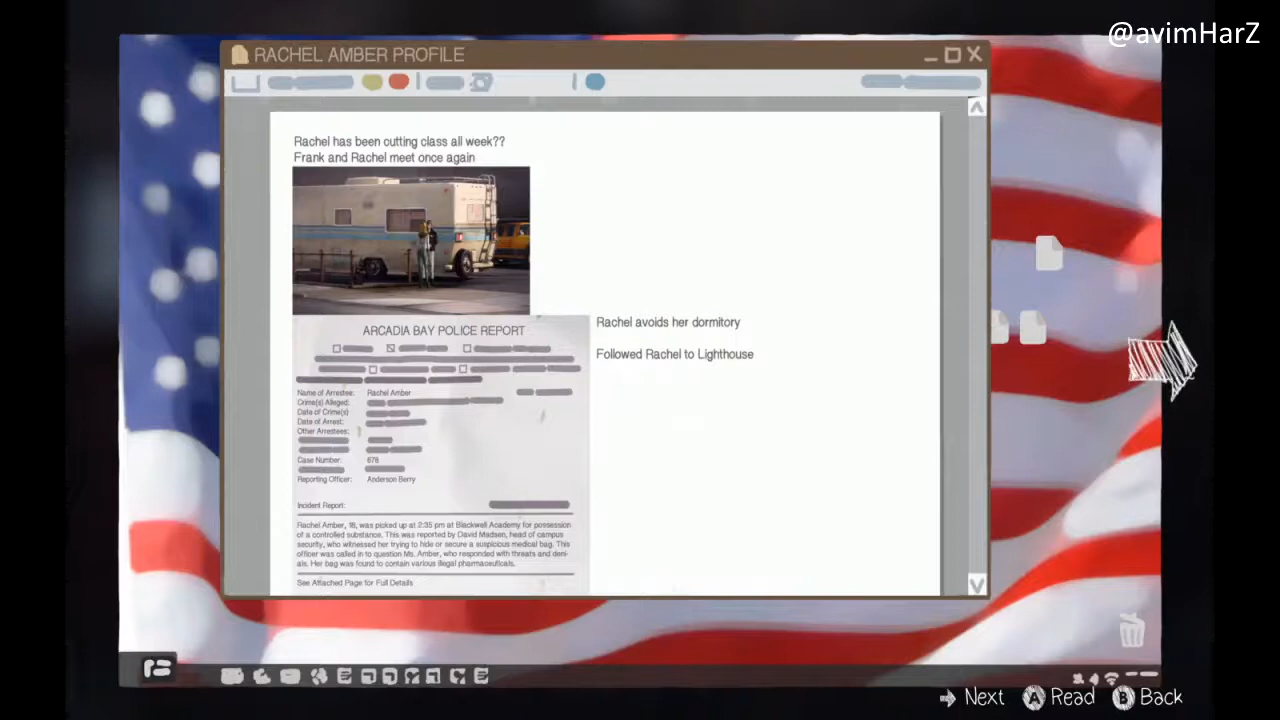 @avimHarZ
RACHEL AMBER PROFILE
Rachel has been cutting class all week??
Frank and Rachel meet once again
ARCADIA BAY POLICE REPORT
Name of Arrestee: Rachel Amber
Crime(s) Alleged:
Date of Crime(s)
Date of Arrest:
Other Arrestees:
Case Number: 678
Reporting Officer: Anderson Berry
Incident Report:
Rachel Amber, 18, was picked up at 2:35 pm at Blackwell Academy for possession
of a controlled substance. This was reported by David Madsen, head of campus
security, who witnessed her trying to hide or secure a suspicious medical bag. This
officer was called in to question Ms. Amber, who responded with threats and deni-
als. Her bag was found to contain various illegal pharmaceuticals.
See Attached Page for Full Details
Rachel avoids her dormitory
Followed Rachel to Lighthouse
Next A Read B Back